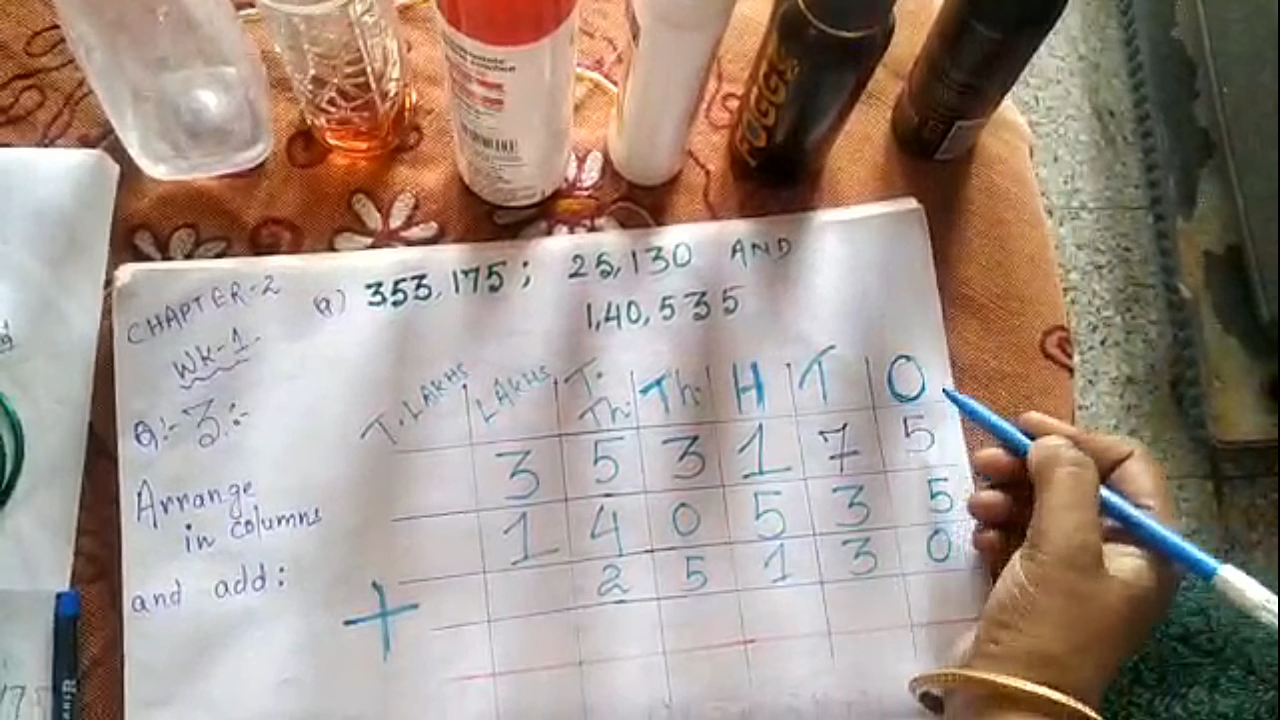 CHAPTER-2
WK-1.
Q:- 3:-
Arrange
in columns
and add:
a) 353,175; 25,130 AND
1,40,535
T. LAKHS LAKHS T. Th. Th. H T O
3 5 3 1 7 5
1 4 0 5 3 5
2 5 1 3 0
+
FOGG